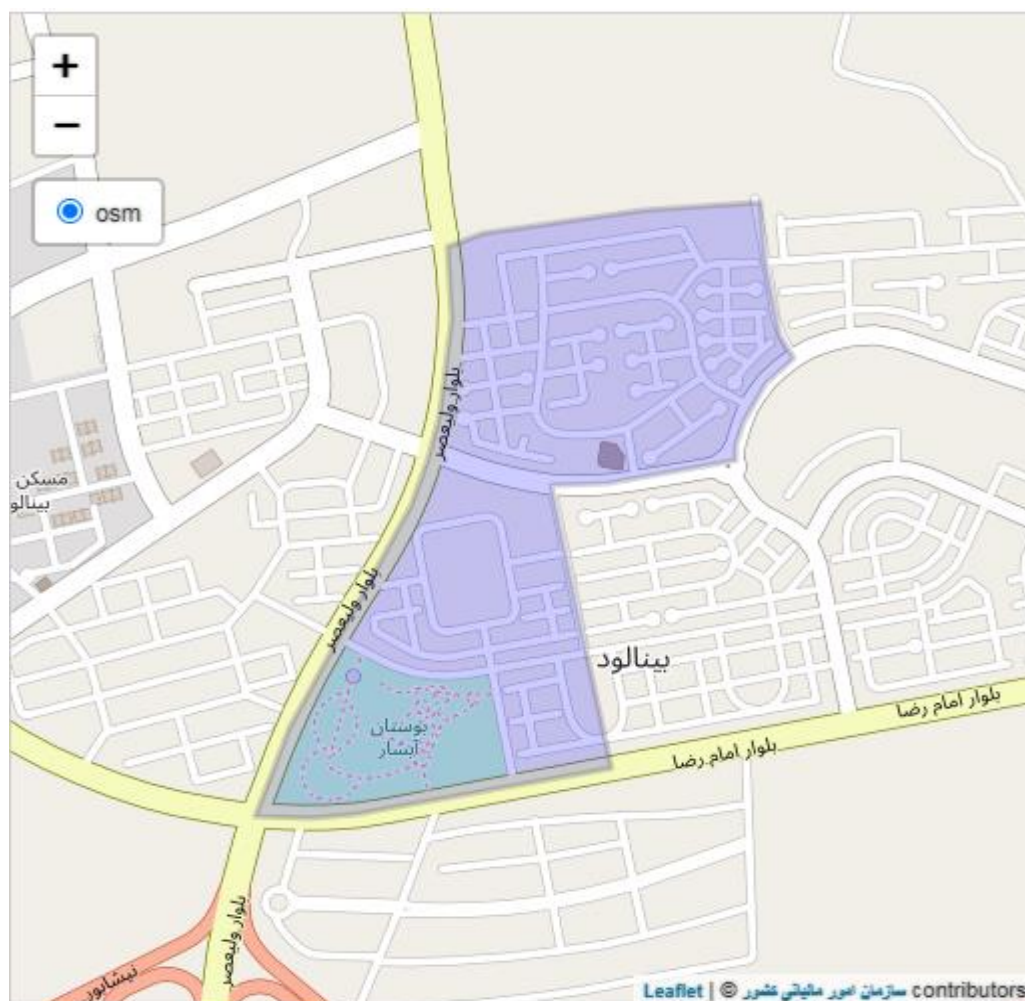 +
−
osm
بلوار ولیعصر
مسکن
بینالو
بلوار ولیعصر
بینالود
بوستان
آبشار
بلوار امام رضا
بلوار امام رضا
بلوار ولیعصر
نیشابور
Leaflet | © سازمان امور مالیاتی کشور contributors